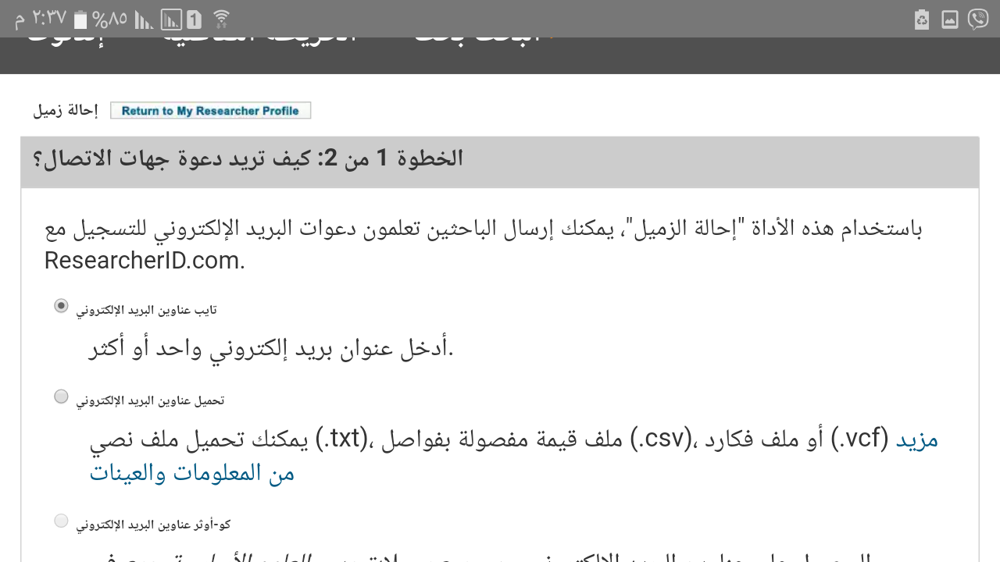 ٢:٣٧ م ٨٥% 1
إحالة زميل Return to My Researcher Profile
الخطوة 1 من 2: كيف تريد دعوة جهات الاتصال؟
باستخدام هذه الأداة "إحالة الزميل"، يمكنك إرسال الباحثين تعلمون دعوات البريد الإلكتروني للتسجيل مع
ResearcherID.com.
تايب عناوين البريد الإلكتروني
أدخل عنوان بريد إلكتروني واحد أو أكثر.
تحميل عناوين البريد الإلكتروني
يمكنك تحميل ملف نصي (.txt)، ملف قيمة مفصولة بفواصل (.csv)، أو ملف فكارد (.vcf) مزيد
من المعلومات والعينات
كو-أوثر عناوين البريد الإلكتروني